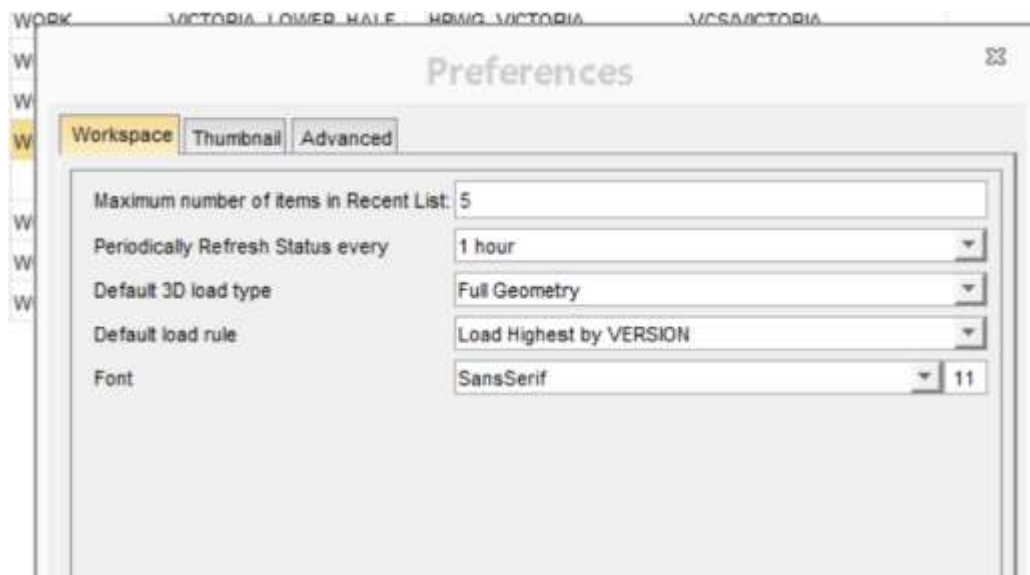 WORK VICTORIA_LOWER_HALF HRWG_VICTORIA VCS/VICTORIA
Preferences
Workspace Thumbnail Advanced
Maximum number of items in Recent List: 5
Periodically Refresh Status every 1 hour
Default 3D load type Full Geometry
Default load rule Load Highest by VERSION
Font SansSerif 11